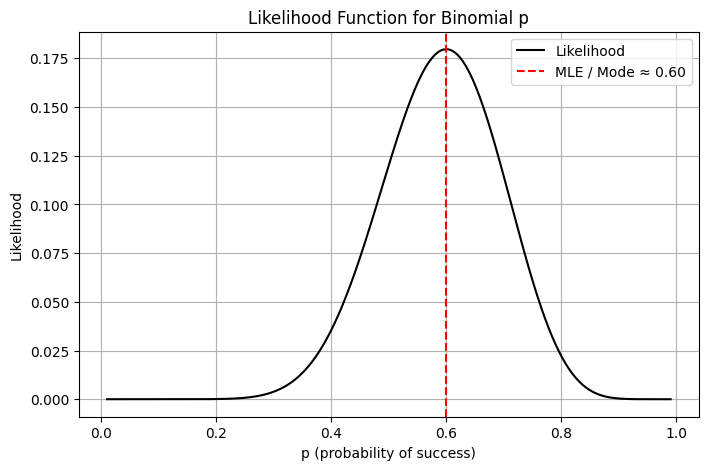 Likelihood Function for Binomial p
Likelihood
MLE / Mode ≈ 0.60
0.175
0.150
0.125
0.100
0.075
0.050
0.025
0.000
Likelihood
0.0 0.2 0.4 0.6 0.8 1.0
p (probability of success)